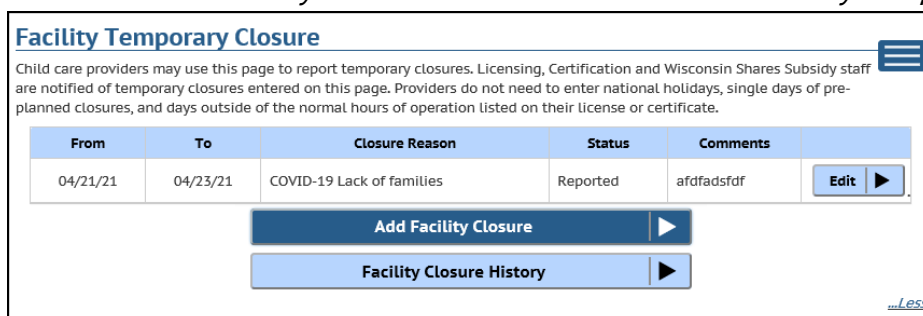 Facility Temporary Closure
Child care providers may use this page to report temporary closures. Licensing, Certification and Wisconsin Shares Subsidy staff
are notified of temporary closures entered on this page. Providers do not need to enter national holidays, single days of pre-
planned closures, and days outside of the normal hours of operation listed on their license or certificate.
From To Closure Reason Status Comments
04/21/21 04/23/21 COVID-19 Lack of families Reported afdfadsfdf Edit
Add Facility Closure
Facility Closure History
...Less